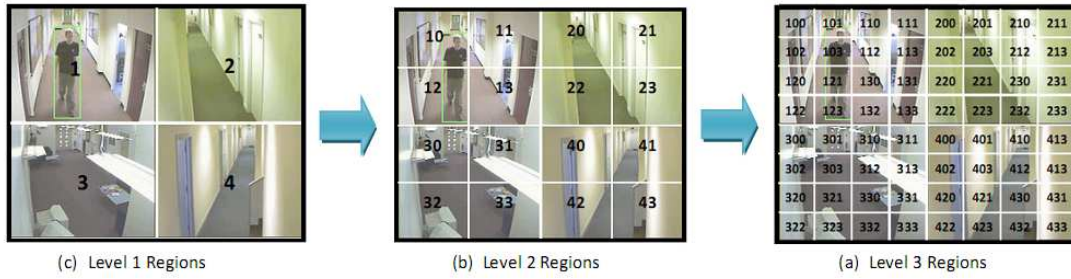 1 2
3 4
10 11 20 21
12 13 22 23
30 31 40 41
32 33 42 43
100 101 110 111 200 201 210 211
102 103 112 113 202 203 212 213
120 121 130 131 220 221 230 231
122 123 132 133 222 223 232 233
300 301 310 311 400 401 410 413
302 303 312 313 402 403 412 413
320 321 330 331 420 421 430 431
322 323 332 333 422 423 432 433
(c) Level 1 Regions
(b) Level 2 Regions
(a) Level 3 Regions